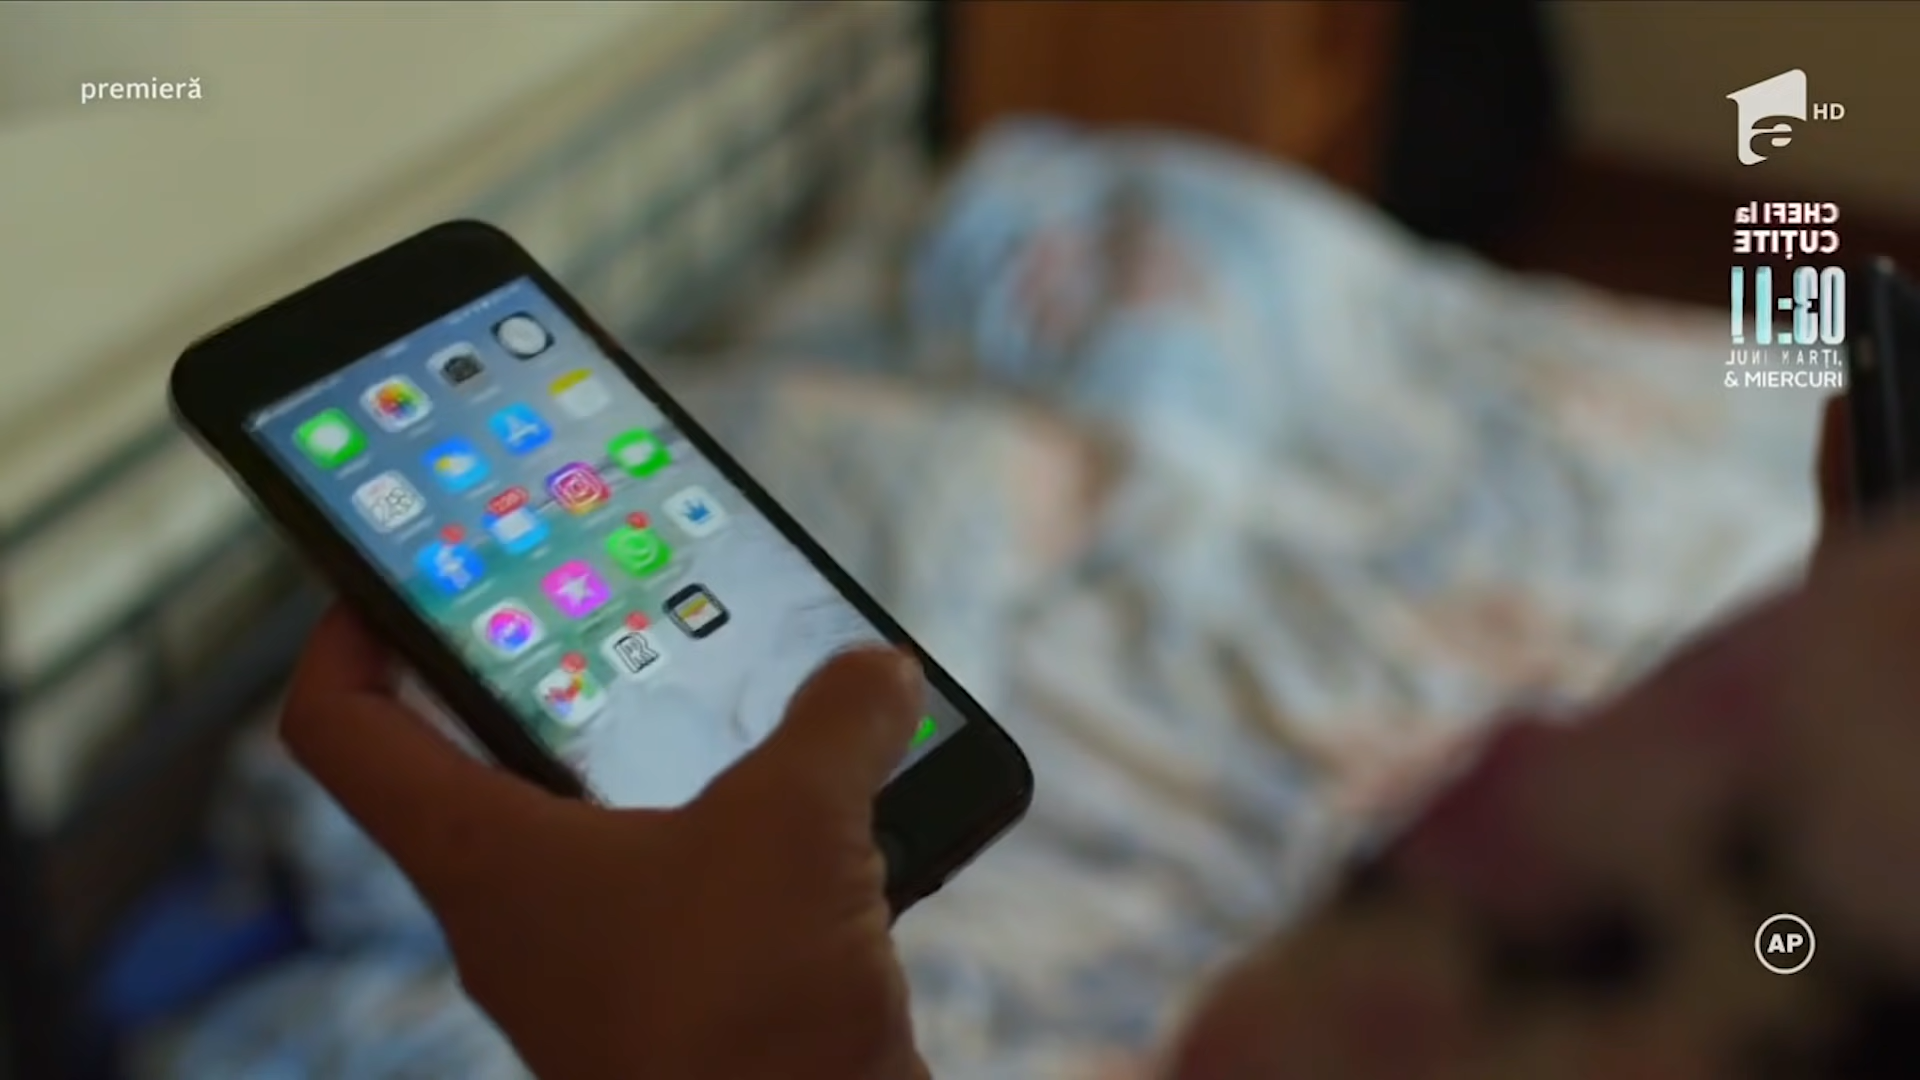 premieră
HD
CHEFI la
CUȚITE
LUNI MARȚI,
& MIERCURI
AP